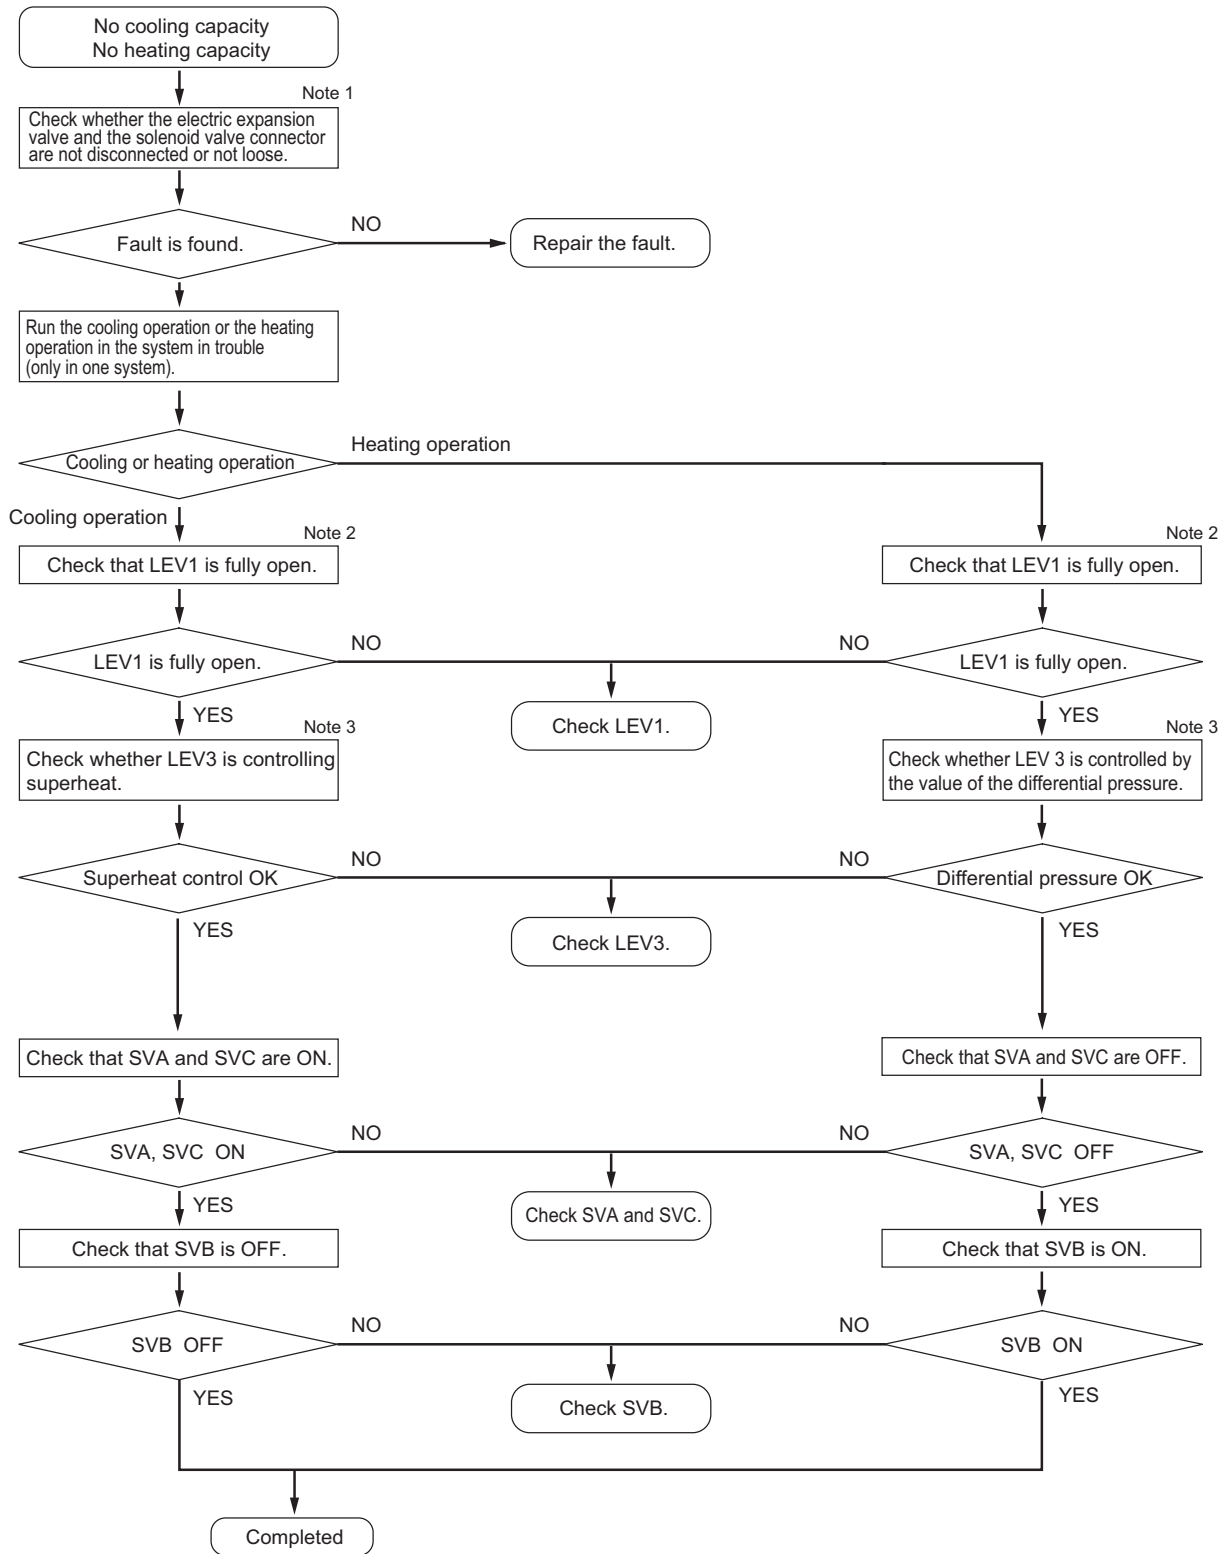 No cooling capacity
No heating capacity
Note 1
Check whether the electric expansion
valve and the solenoid valve connector
are not disconnected or not loose.
Fault is found.
NO
Repair the fault.
Run the cooling operation or the heating
operation in the system in trouble
(only in one system).
Cooling or heating operation
Heating operation
Cooling operation
Note 2
Check that LEV1 is fully open.
Note 2
Check that LEV1 is fully open.
LEV1 is fully open.
NO
NO
LEV1 is fully open.
YES
Check LEV1.
YES
Note 3
Check whether LEV3 is controlling
superheat.
Note 3
Check whether LEV 3 is controlled by
the value of the differential pressure.
Superheat control OK
NO
NO
Differential pressure OK
YES
Check LEV3.
YES
Check that SVA and SVC are ON.
Check that SVA and SVC are OFF.
SVA, SVC ON
NO
NO
SVA, SVC OFF
YES
Check SVA and SVC.
YES
Check that SVB is OFF.
Check that SVB is ON.
SVB OFF
NO
NO
SVB ON
YES
Check SVB.
YES
Completed